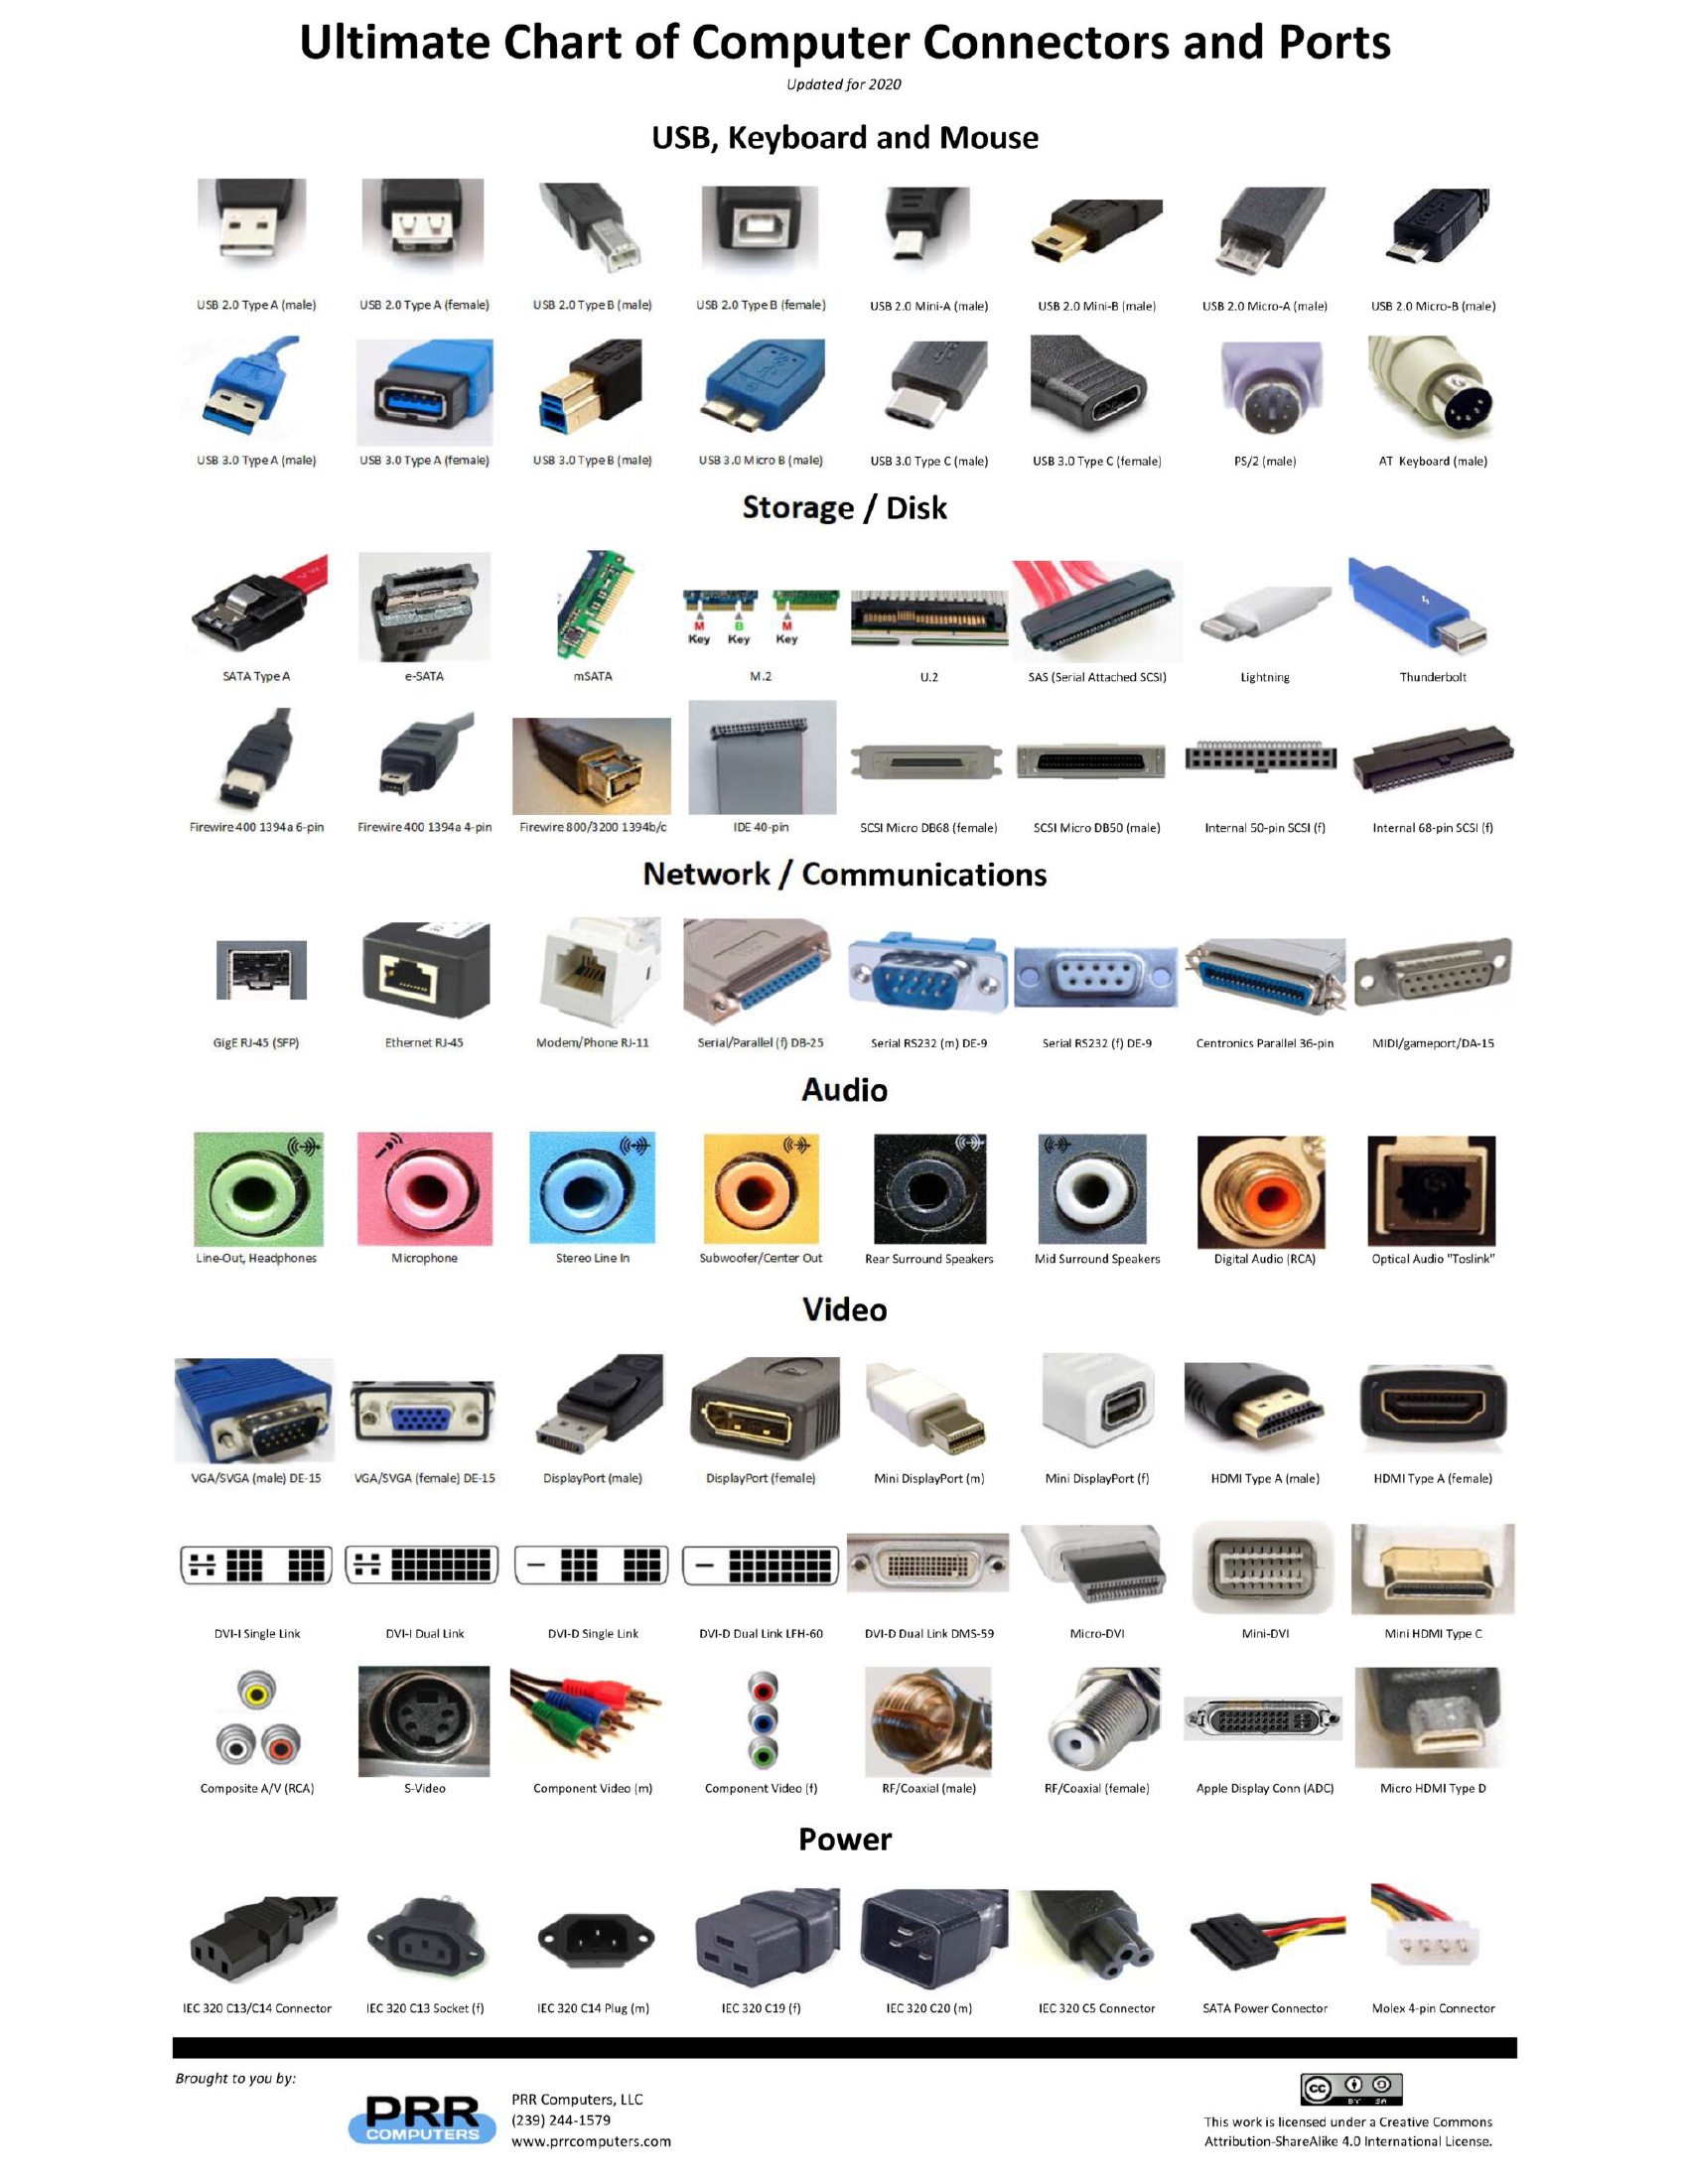 Ultimate Chart of Computer Connectors and Ports
Updated for 2020
USB, Keyboard and Mouse
USB 2.0 Type A (male) USB 2.0 Type A (female) USB 2.0 Type B (male) USB 2.0 Type B (female) USB 2.0 Mini-A (male) USB 2.0 Mini-B (male) USB 2.0 Micro-A (male) USB 2.0 Micro-B (male)
USB 3.0 Type A (male) USB 3.0 Type A (female) USB 3.0 Type B (male) USB 3.0 Micro B (male) USB 3.0 Type C (male) USB 3.0 Type C (female) PS/2 (male) AT Keyboard (male)
Storage / Disk
M B M
Key Key Key
SATA Type A e-SATA mSATA M.2 U.2 SAS (Serial Attached SCSI) Lightning Thunderbolt
Firewire 400 1394a 6-pin Firewire 400 1394a 4-pin Firewire 800/3200 1394b/c IDE 40-pin SCSI Micro DB68 (female) SCSI Micro DB50 (male) Internal 50-pin SCSI (f) Internal 68-pin SCSI (f)
Network / Communications
GigE RJ-45 (SFP) Ethernet RJ-45 Modem/Phone RJ-11 Serial/Parallel (f) DB-25 Serial RS232 (m) DE-9 Serial RS232 (f) DE-9 Centronics Parallel 36-pin MIDI/gameport/DA-15
Audio
Line-Out, Headphones Microphone Stereo Line In Subwoofer/Center Out Rear Surround Speakers Mid Surround Speakers Digital Audio (RCA) Optical Audio "Toslink"
Video
VGA/SVGA (male) DE-15 VGA/SVGA (female) DE-15 DisplayPort (male) DisplayPort (female) Mini DisplayPort (m) Mini DisplayPort (f) HDMI Type A (male) HDMI Type A (female)
DVI-I Single Link DVI-I Dual Link DVI-D Single Link DVI-D Dual Link LFH-60 DVI-D Dual Link DMS-59 Micro-DVI Mini-DVI Mini HDMI Type C
Composite A/V (RCA) S-Video Component Video (m) Component Video (f) RF/Coaxial (male) RF/Coaxial (female) Apple Display Conn (ADC) Micro HDMI Type D
Power
IEC 320 C13/C14 Connector IEC 320 C13 Socket (f) IEC 320 C14 Plug (m) IEC 320 C19 (f) IEC 320 C20 (m) IEC 320 C5 Connector SATA Power Connector Molex 4-pin Connector
Brought to you by:
PRR
COMPUTERS
PRR Computers, LLC
(239) 244-1579
www.prrcomputers.com
cc
BY SA
This work is licensed under a Creative Commons
Attribution-ShareAlike 4.0 International License.